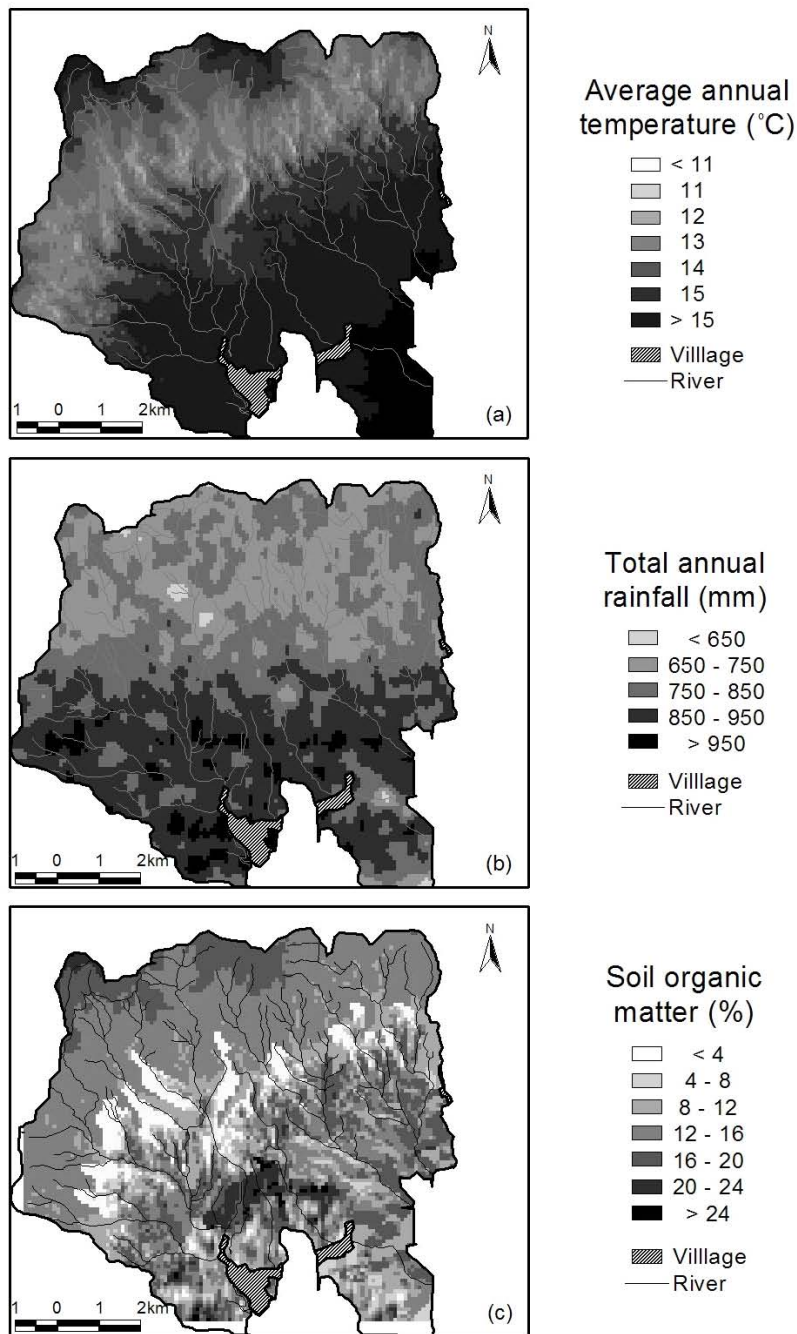 N
1 0 1 2km
(a)
Average annual
temperature (°C)
< 11
11
12
13
14
15
> 15
Villlage
River
N
1 0 1 2km
(b)
Total annual
rainfall (mm)
< 650
650 - 750
750 - 850
850 - 950
> 950
Villlage
River
N
1 0 1 2km
(c)
Soil organic
matter (%)
< 4
4 - 8
8 - 12
12 - 16
16 - 20
20 - 24
> 24
Villlage
River